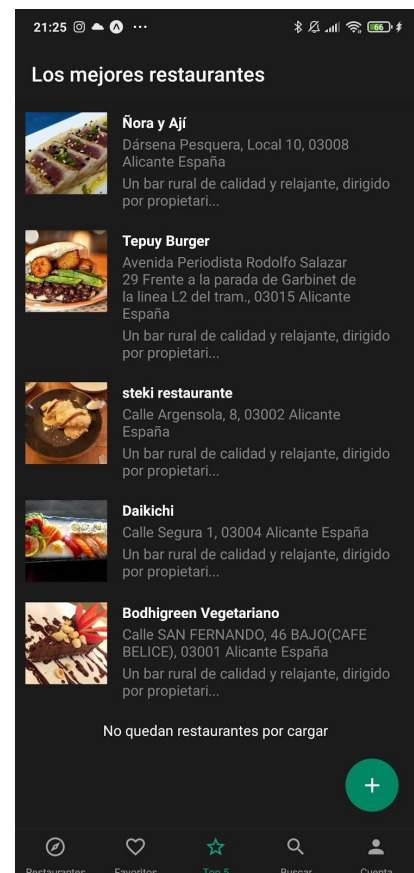 21:25
66
Los mejores restaurantes
Ñora y Ají
Dársena Pesquera, Local 10, 03008
Alicante España
Un bar rural de calidad y relajante, dirigido
por propietari...
Tepuy Burger
Avenida Periodista Rodolfo Salazar
29 Frente a la parada de Garbinet de
la linea L2 del tram., 03015 Alicante
España
Un bar rural de calidad y relajante, dirigido
por propietari...
steki restaurante
Calle Argensola, 8, 03002 Alicante
España
Un bar rural de calidad y relajante, dirigido
por propietari...
Daikichi
Calle Segura 1, 03004 Alicante España
Un bar rural de calidad y relajante, dirigido
por propietari...
Bodhigreen Vegetariano
Calle SAN FERNANDO, 46 BAJO(CAFE
BELICE), 03001 Alicante España
Un bar rural de calidad y relajante, dirigido
por propietari...
No quedan restaurantes por cargar
+
Restaurantes Favoritos Top 5 Buscar Cuenta